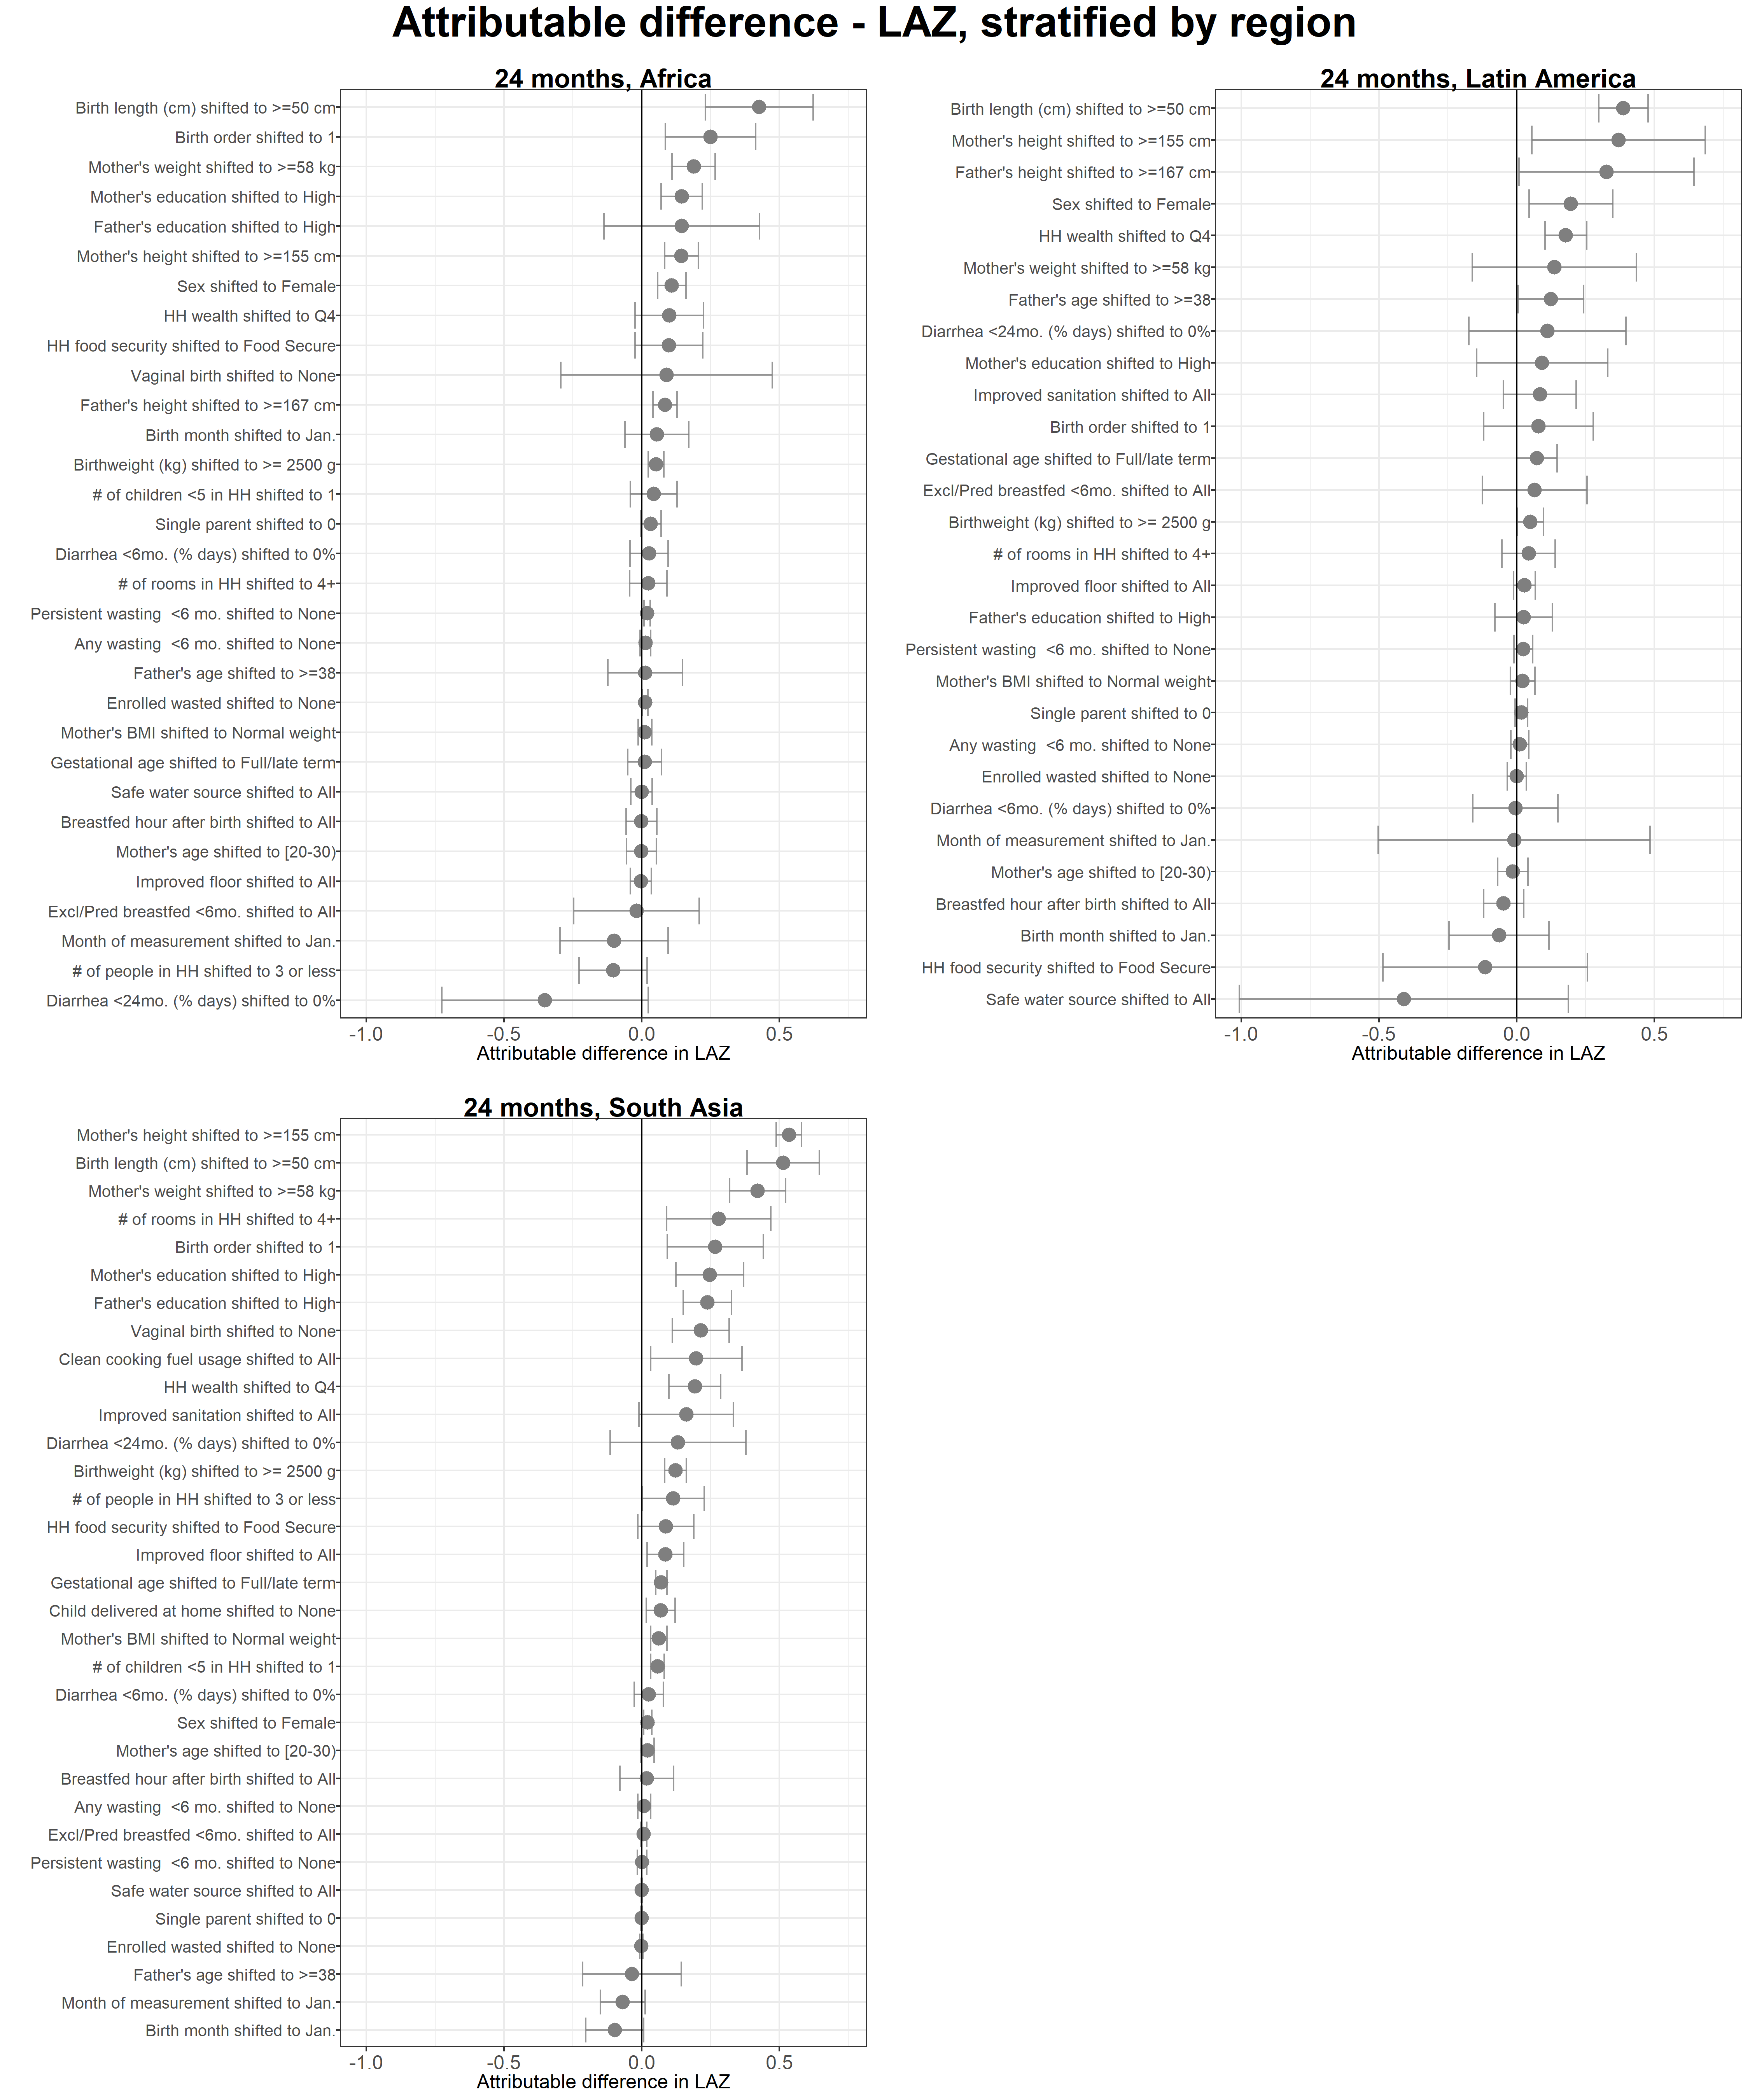 Attributable difference - LAZ, stratified by region
24 months, Africa
Birth length (cm) shifted to >=50 cm
Birth order shifted to 1
Mother's weight shifted to >=58 kg
Mother's education shifted to High
Father's education shifted to High
Mother's height shifted to >=155 cm
Sex shifted to Female
HH wealth shifted to Q4
HH food security shifted to Food Secure
Vaginal birth shifted to None
Father's height shifted to >=167 cm
Birth month shifted to Jan.
Birthweight (kg) shifted to >= 2500 g
# of children <5 in HH shifted to 1
Single parent shifted to 0
Diarrhea <6mo. (% days) shifted to 0%
# of rooms in HH shifted to 4+
Persistent wasting  <6 mo. shifted to None
Any wasting  <6 mo. shifted to None
Father's age shifted to >=38
Enrolled wasted shifted to None
Mother's BMI shifted to Normal weight
Gestational age shifted to Full/late term
Safe water source shifted to All
Breastfed hour after birth shifted to All
Mother's age shifted to [20-30)
Improved floor shifted to All
Excl/Pred breastfed <6mo. shifted to All
Month of measurement shifted to Jan.
# of people in HH shifted to 3 or less
Diarrhea <24mo. (% days) shifted to 0%
-1.0 -0.5 0.0 0.5
Attributable difference in LAZ
24 months, Latin America
Birth length (cm) shifted to >=50 cm
Mother's height shifted to >=155 cm
Father's height shifted to >=167 cm
Sex shifted to Female
HH wealth shifted to Q4
Mother's weight shifted to >=58 kg
Father's age shifted to >=38
Diarrhea <24mo. (% days) shifted to 0%
Mother's education shifted to High
Improved sanitation shifted to All
Birth order shifted to 1
Gestational age shifted to Full/late term
Excl/Pred breastfed <6mo. shifted to All
Birthweight (kg) shifted to >= 2500 g
# of rooms in HH shifted to 4+
Improved floor shifted to All
Father's education shifted to High
Persistent wasting  <6 mo. shifted to None
Mother's BMI shifted to Normal weight
Single parent shifted to 0
Any wasting  <6 mo. shifted to None
Enrolled wasted shifted to None
Diarrhea <6mo. (% days) shifted to 0%
Month of measurement shifted to Jan.
Mother's age shifted to [20-30)
Breastfed hour after birth shifted to All
Birth month shifted to Jan.
HH food security shifted to Food Secure
Safe water source shifted to All
-1.0 -0.5 0.0 0.5
Attributable difference in LAZ
24 months, South Asia
Mother's height shifted to >=155 cm
Birth length (cm) shifted to >=50 cm
Mother's weight shifted to >=58 kg
# of rooms in HH shifted to 4+
Birth order shifted to 1
Mother's education shifted to High
Father's education shifted to High
Vaginal birth shifted to None
Clean cooking fuel usage shifted to All
HH wealth shifted to Q4
Improved sanitation shifted to All
Diarrhea <24mo. (% days) shifted to 0%
Birthweight (kg) shifted to >= 2500 g
# of people in HH shifted to 3 or less
HH food security shifted to Food Secure
Improved floor shifted to All
Gestational age shifted to Full/late term
Child delivered at home shifted to None
Mother's BMI shifted to Normal weight
# of children <5 in HH shifted to 1
Diarrhea <6mo. (% days) shifted to 0%
Sex shifted to Female
Mother's age shifted to [20-30)
Breastfed hour after birth shifted to All
Any wasting  <6 mo. shifted to None
Excl/Pred breastfed <6mo. shifted to All
Persistent wasting  <6 mo. shifted to None
Safe water source shifted to All
Single parent shifted to 0
Enrolled wasted shifted to None
Father's age shifted to >=38
Month of measurement shifted to Jan.
Birth month shifted to Jan.
-1.0 -0.5 0.0 0.5
Attributable difference in LAZ